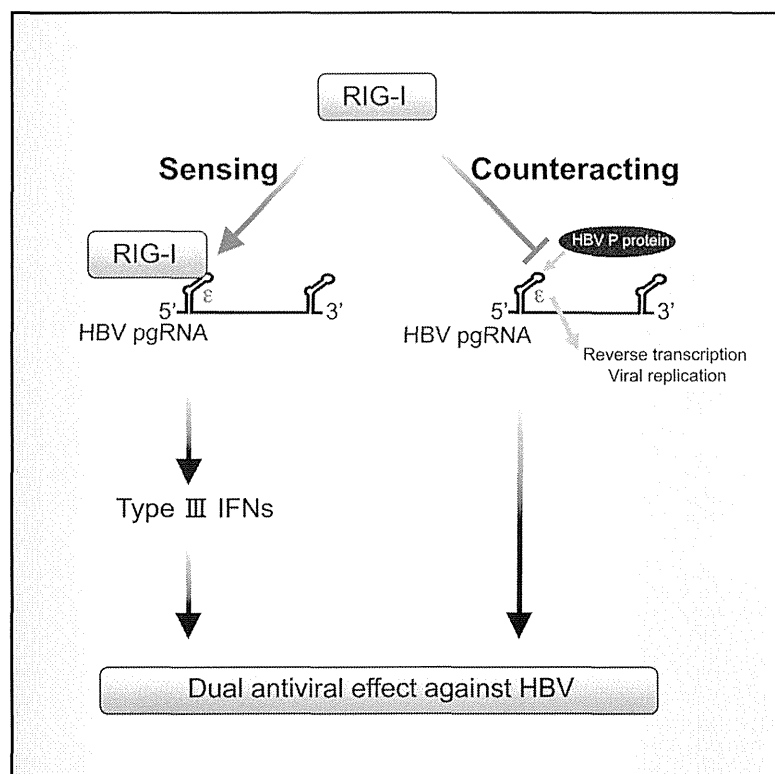 RIG-I
Sensing
Counteracting
RIG-I
HBV P protein
ε
ε
5’
3’
5’
3’
HBV pgRNA
HBV pgRNA
Reverse transcription
Viral replication
Type Ⅲ IFNs
Dual antiviral effect against HBV